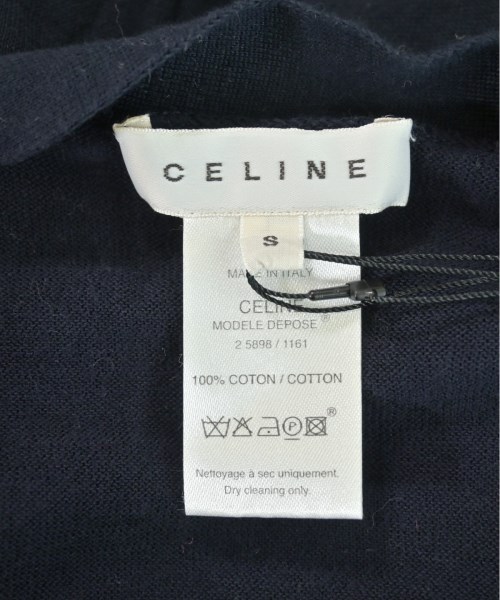 CELINE
S
MADE IN ITALY
CELINE
MODELE DEPOSE ®
2.5898 / 1161
100% COTON / COTTON
P
®
Nettoyage à sec uniquement.
Dry cleaning only.